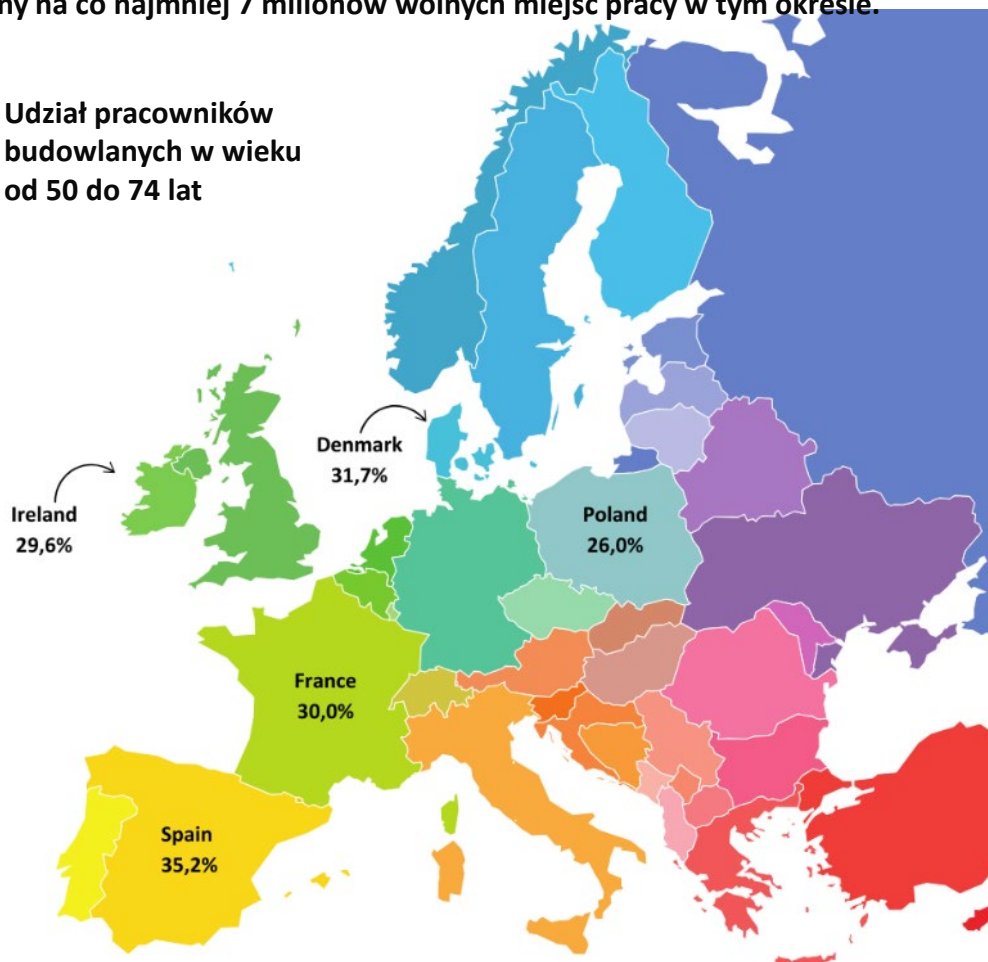 ny na co najmniej 7 milionów wolnych miejsc pracy w tym okresie.
Udział pracowników
budowlanych w wieku
od 50 do 74 lat
Denmark
31,7%
Ireland
29,6%
Poland
26,0%
France
30,0%
Spain
35,2%